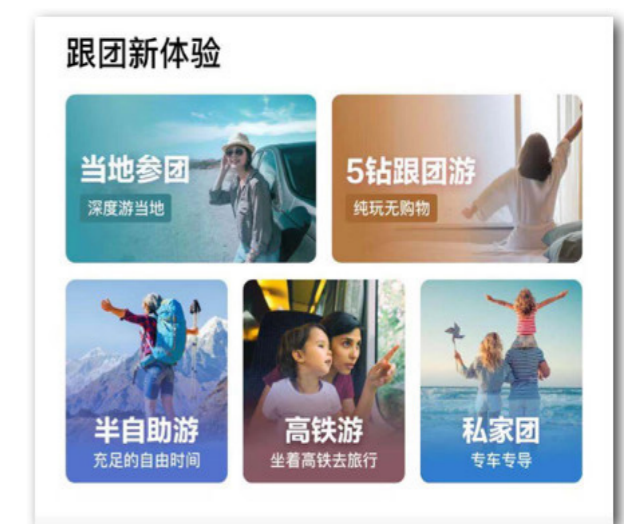 跟团新体验
当地参团
深度游当地
5钻跟团游
纯玩无购物
半自助游
充足的自由时间
高铁游
坐着高铁去旅行
私家团
专车专导